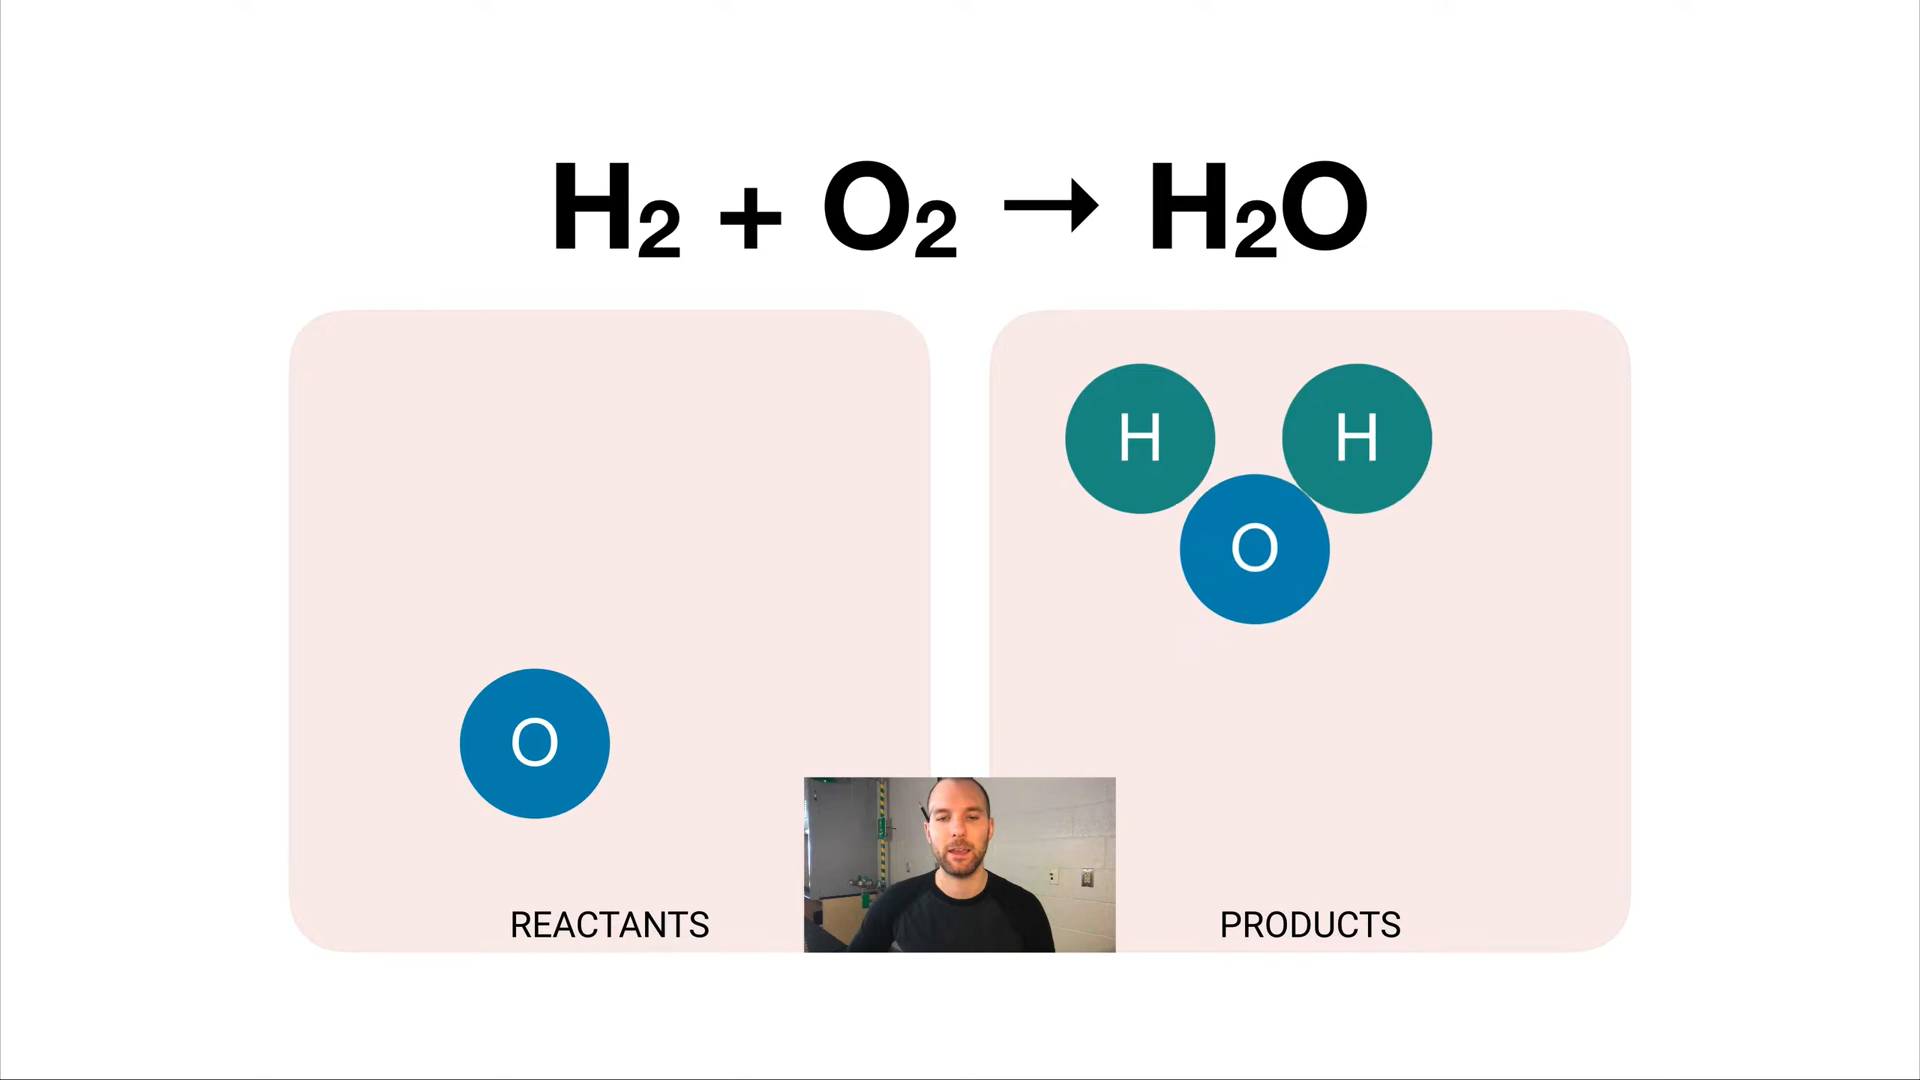 H₂ + O₂ → H₂O
H H
O
O
REACTANTS
PRODUCTS